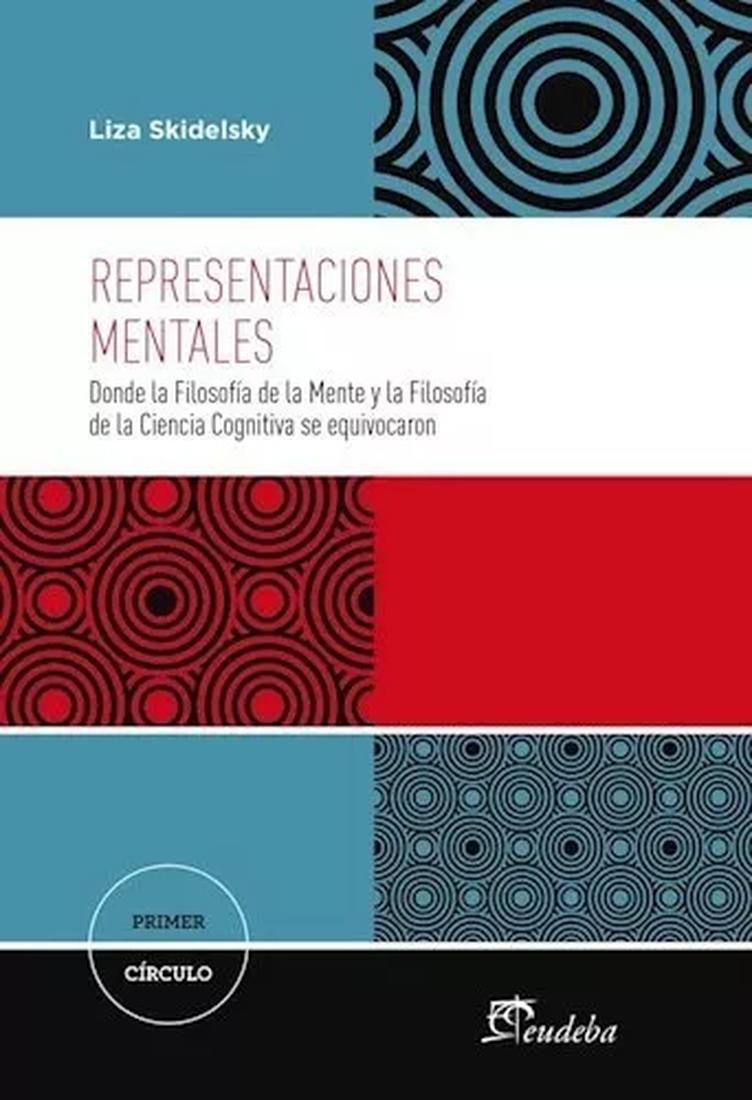 Liza Skidelsky
REPRESENTACIONES
MENTALES
Donde la Filosofía de la Mente y la Filosofía
de la Ciencia Cognitiva se equivocaron
PRIMER
CÍRCULO
eudeba